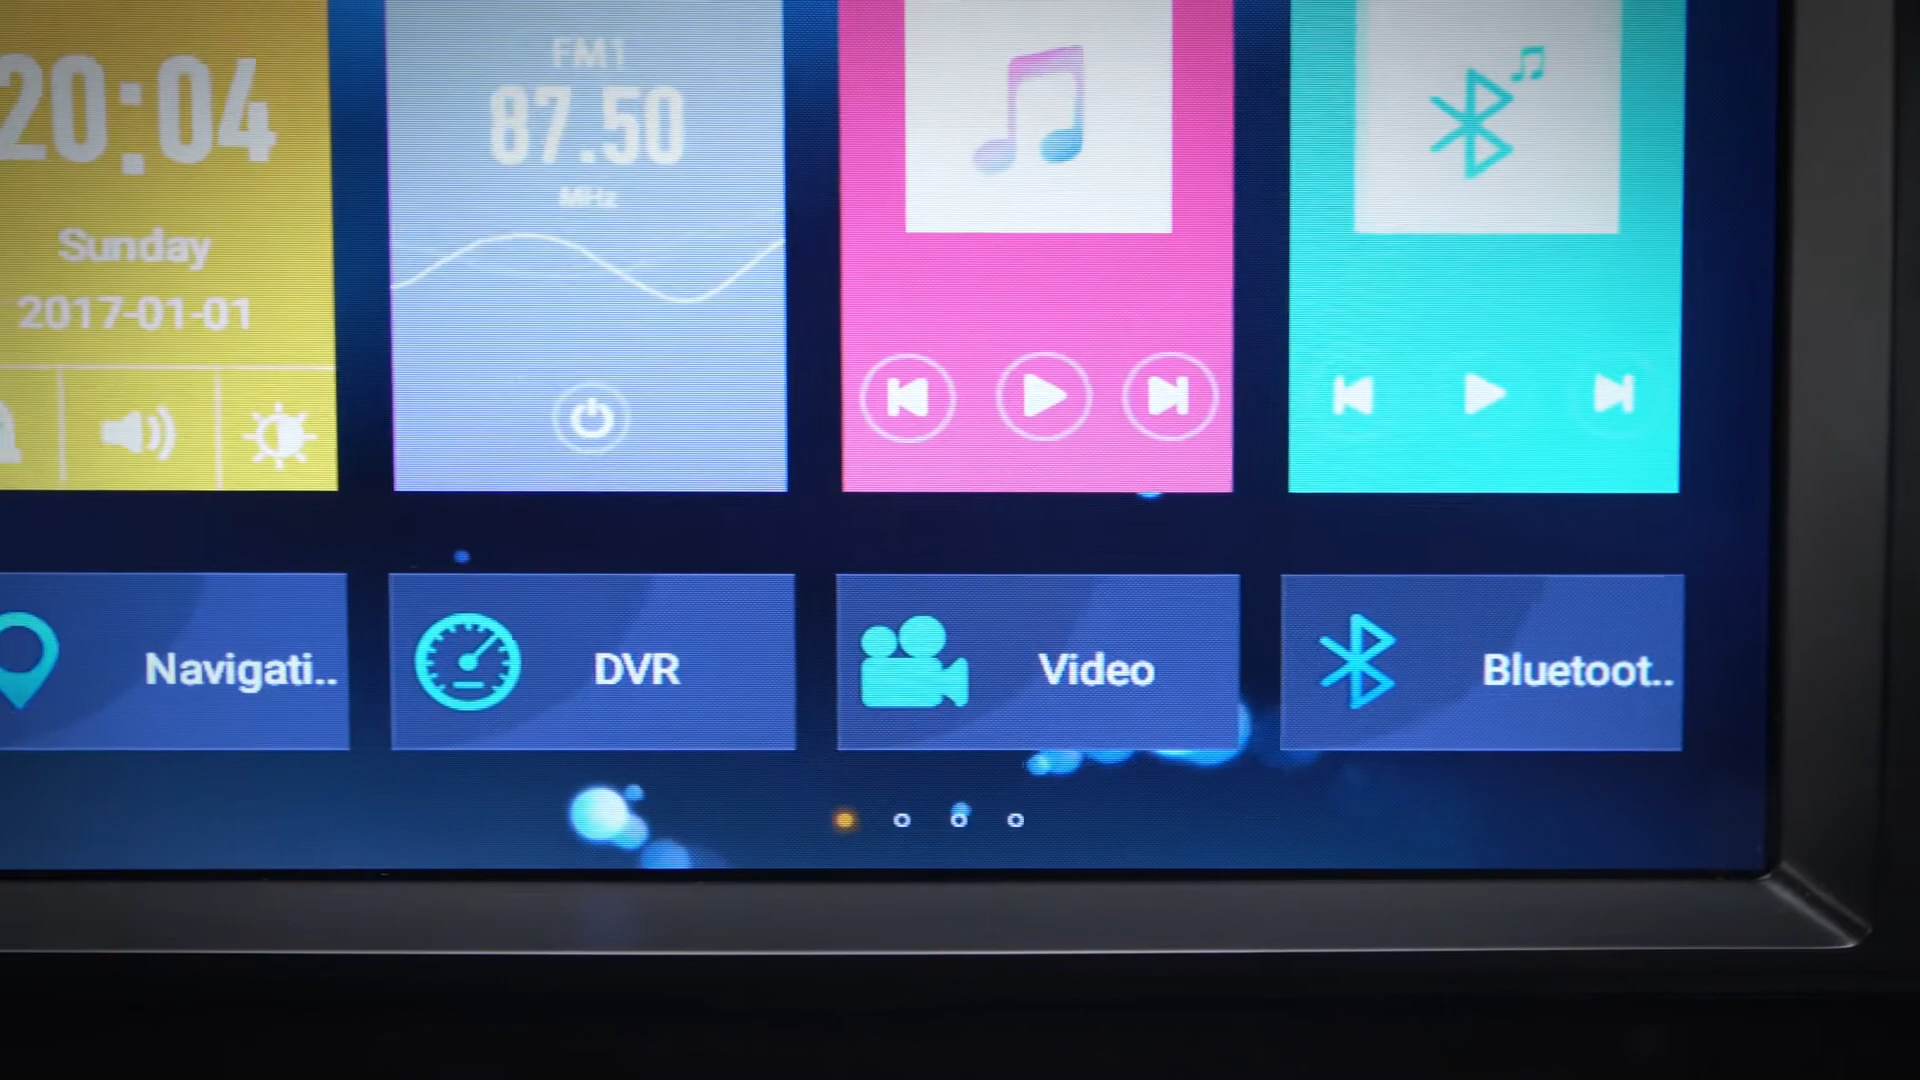 20:04
Sunday
2017-01-01
FM1
87.50
MHz
Navigati..
DVR
Video
Bluetoot..